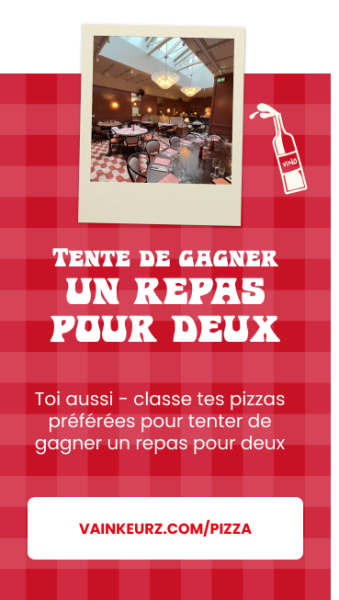 VINO
TENTE DE GAGNER
UN REPAS
POUR DEUX
Toi aussi - classe tes pizzas
préférées pour tenter de
gagner un repas pour deux
VAINKEURZ.COM/PIZZA